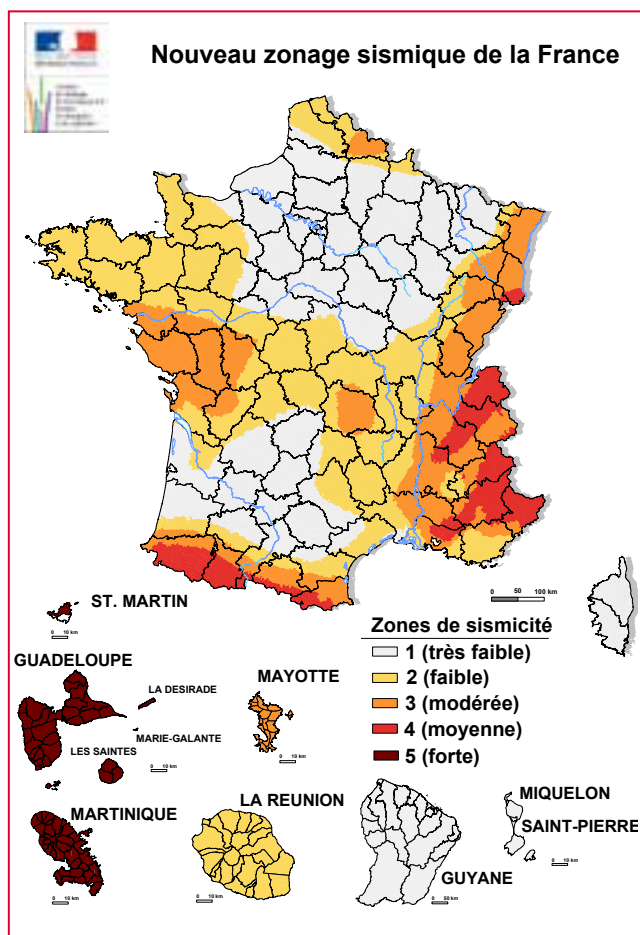 Nouveau zonage sismique de la France
0 50 100 km
ST. MARTIN
0 10 km
Zones de sismicité
1 (très faible)
2 (faible)
3 (modérée)
4 (moyenne)
5 (forte)
GUADELOUPE
LA DESIRADE
MARIE-GALANTE
LES SAINTES
0 10 km
MAYOTTE
0 10 km
MARTINIQUE
0 10 km
LA REUNION
0 10 km
GUYANE
0 50 km
MIQUELON
SAINT-PIERRE
0 10 km